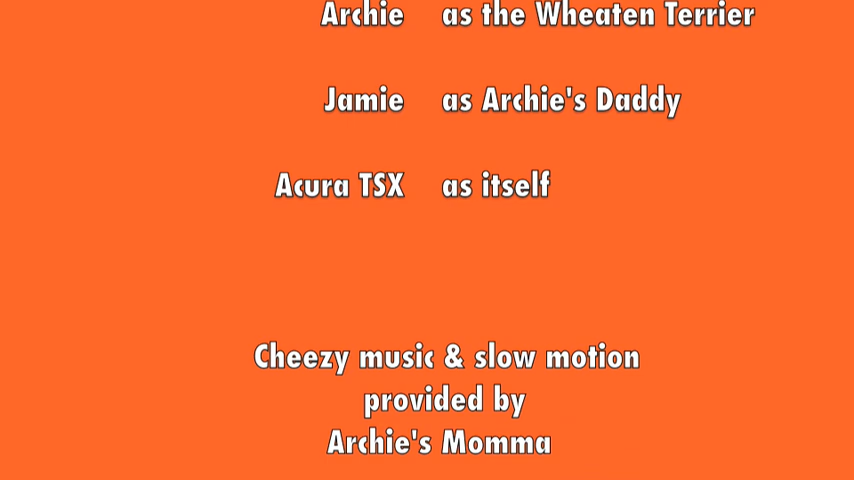 Archie as the Wheaten Terrier
Jamie as Archie's Daddy
Acura TSX as itself
Cheezy music & slow motion
provided by
Archie's Momma